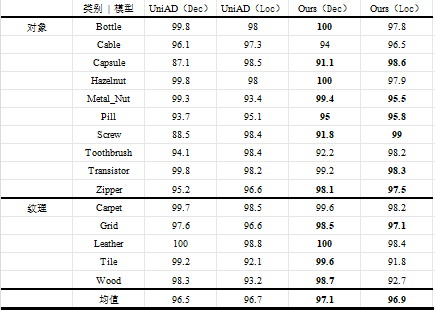 类别 | 模型 UniAD（Dec） UniAD（Loc） Ours（Dec） Ours（Loc）
对象 Bottle 99.8 98 100 97.8
Cable 96.1 97.3 94 96.5
Capsule 87.1 98.5 91.1 98.6
Hazelnut 99.8 98 100 97.9
Metal_Nut 99.3 93.4 99.4 95.5
Pill 93.7 95.1 95 95.8
Screw 88.5 98.4 91.8 99
Toothbrush 94.1 98.4 92.2 98.2
Transistor 99.8 98.2 99.2 98.3
Zipper 95.2 96.6 98.1 97.5
纹理 Carpet 99.7 98.5 99.6 98.2
Grid 97.6 96.6 98.5 97.1
Leather 100 98.8 100 98.4
Tile 99.2 92.1 99.6 91.8
Wood 98.3 93.2 98.7 92.7
均值 96.5 96.7 97.1 96.9